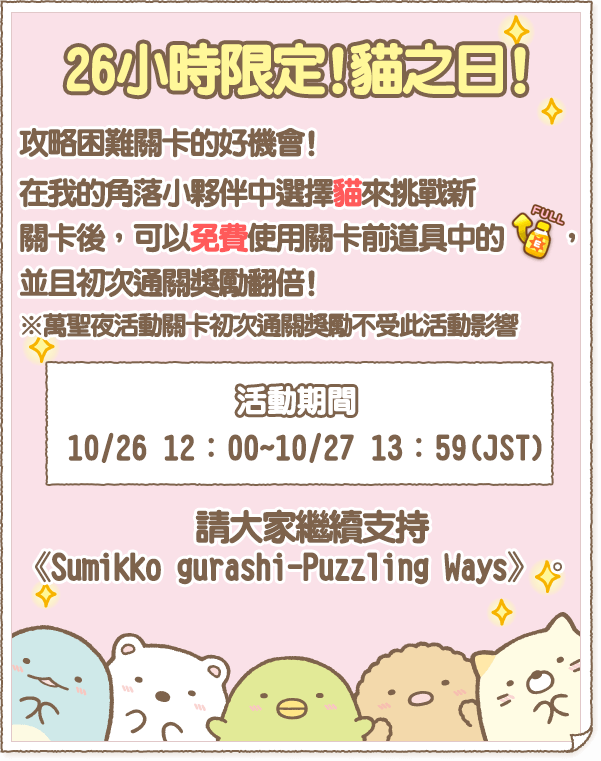 26小時限定!貓之日!
攻略困難關卡的好機會!
在我的角落小夥伴中選擇貓來挑戰新
FULL
關卡後，可以免費使用關卡前道具中的 ，
並且初次通關獎勵翻倍!
※萬聖夜活動關卡初次通關獎勵不受此活動影響
活動期間
10/26 12：00~10/27 13：59(JST)
請大家繼續支持
《Sumikko gurashi-Puzzling Ways》。